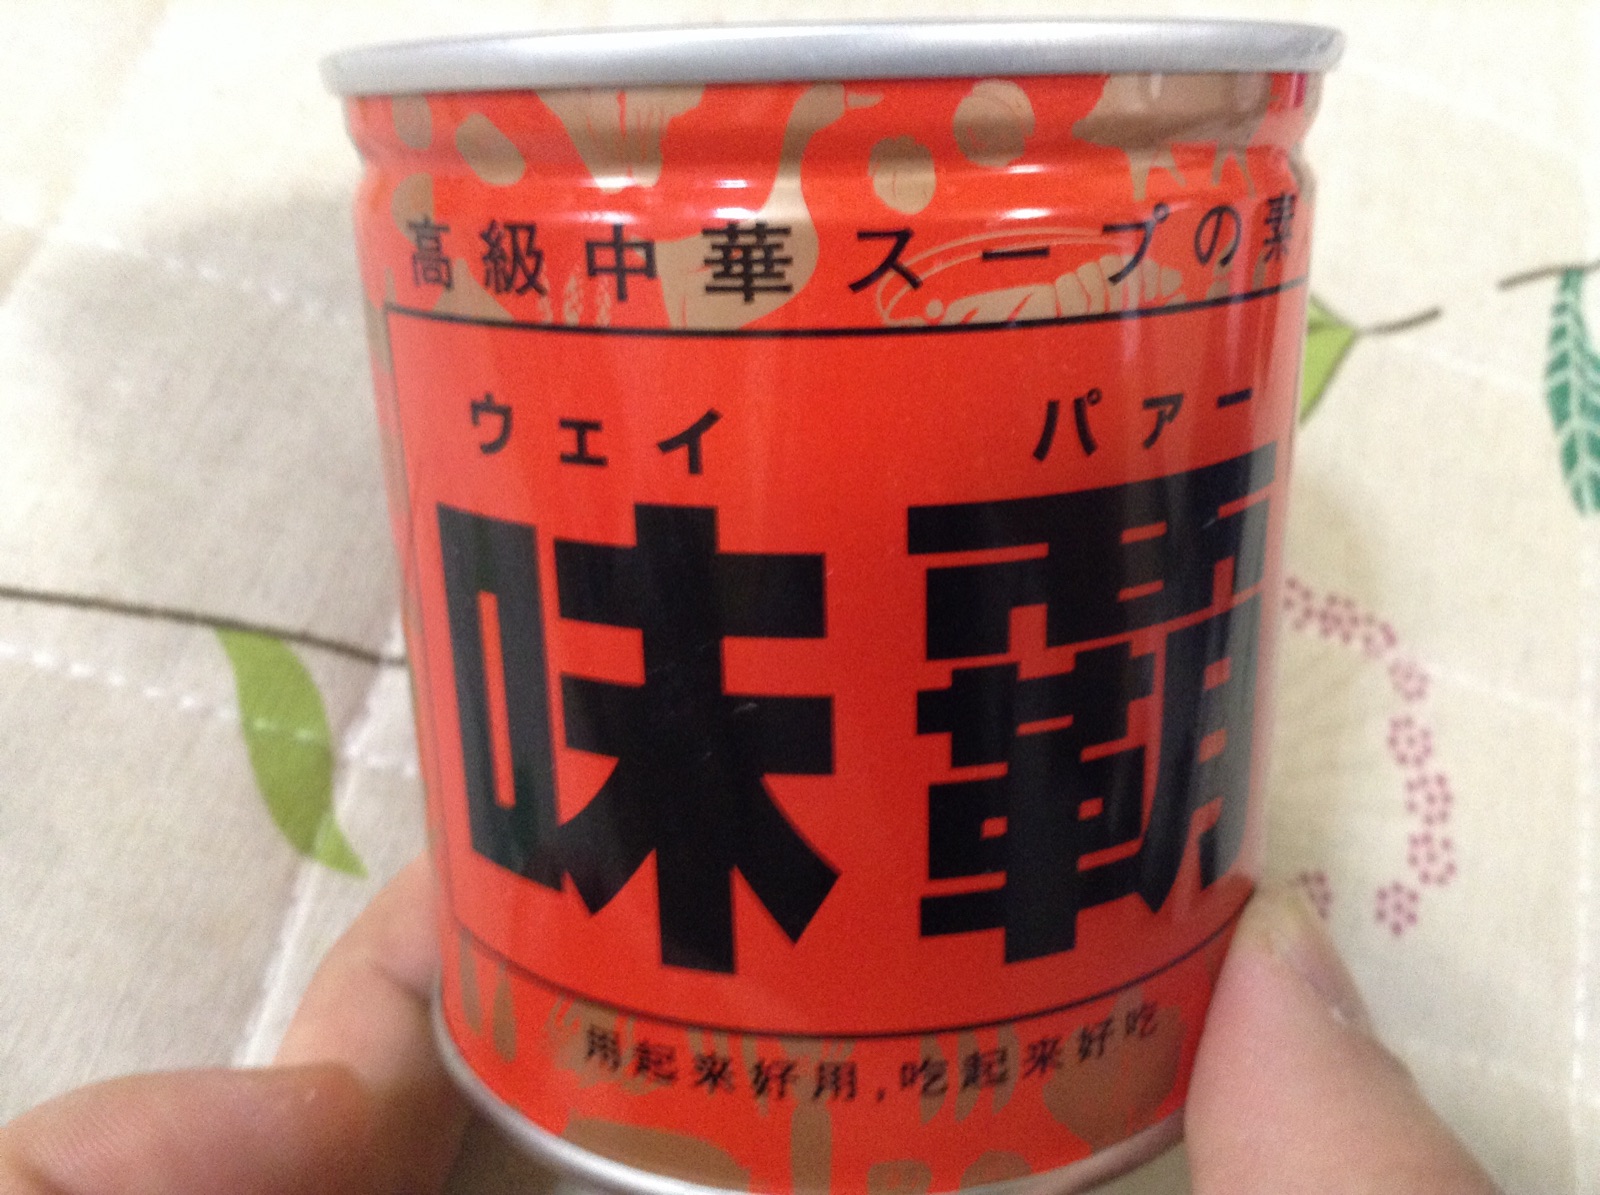 高級中華スープの素
ウェイ パァー
味覇
用起来好用,吃起来好吃